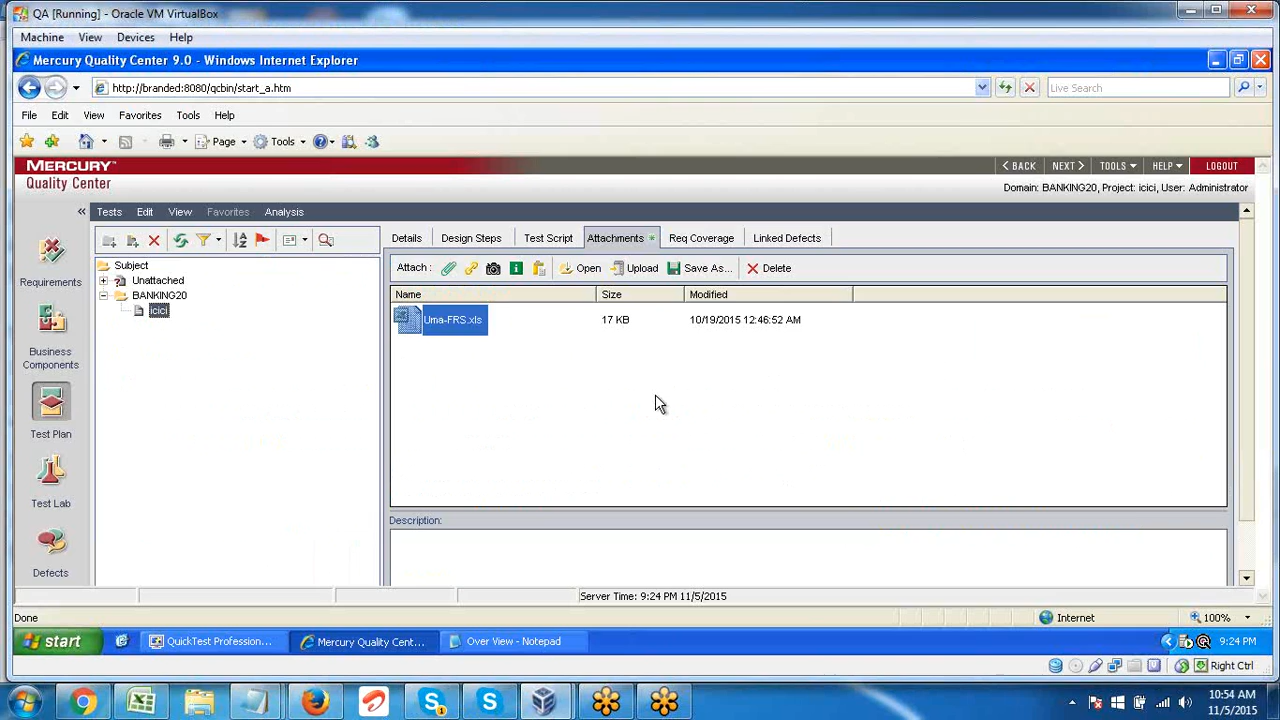 QA [Running] - Oracle VM VirtualBox
Machine View Devices Help
Mercury Quality Center 9.0 - Windows Internet Explorer
http://branded:8080/qcbin/start_a.htm
Live Search
File Edit View Favorites Tools Help
Page Tools
MERCURY™
BACK NEXT TOOLS HELP LOGOUT
Quality Center
Domain: BANKING20, Project: icici, User: Administrator
Tests Edit View Favorites Analysis
Details Design Steps Test Script Attachments * Req Coverage Linked Defects
Attach : Open Upload Save As... Delete
Subject
Unattached
BANKING20
icici
Name Size Modified
Uma-FRS.xls 17 KB 10/19/2015 12:46:52 AM
Requirements
Business
Components
Test Plan
Test Lab
Defects
Description:
Server Time: 9:24 PM 11/5/2015
Done Internet 100%
start QuickTest Profession... Mercury Quality Cent... Over View - Notepad 9:24 PM
Right Ctrl
10:54 AM
11/5/2015